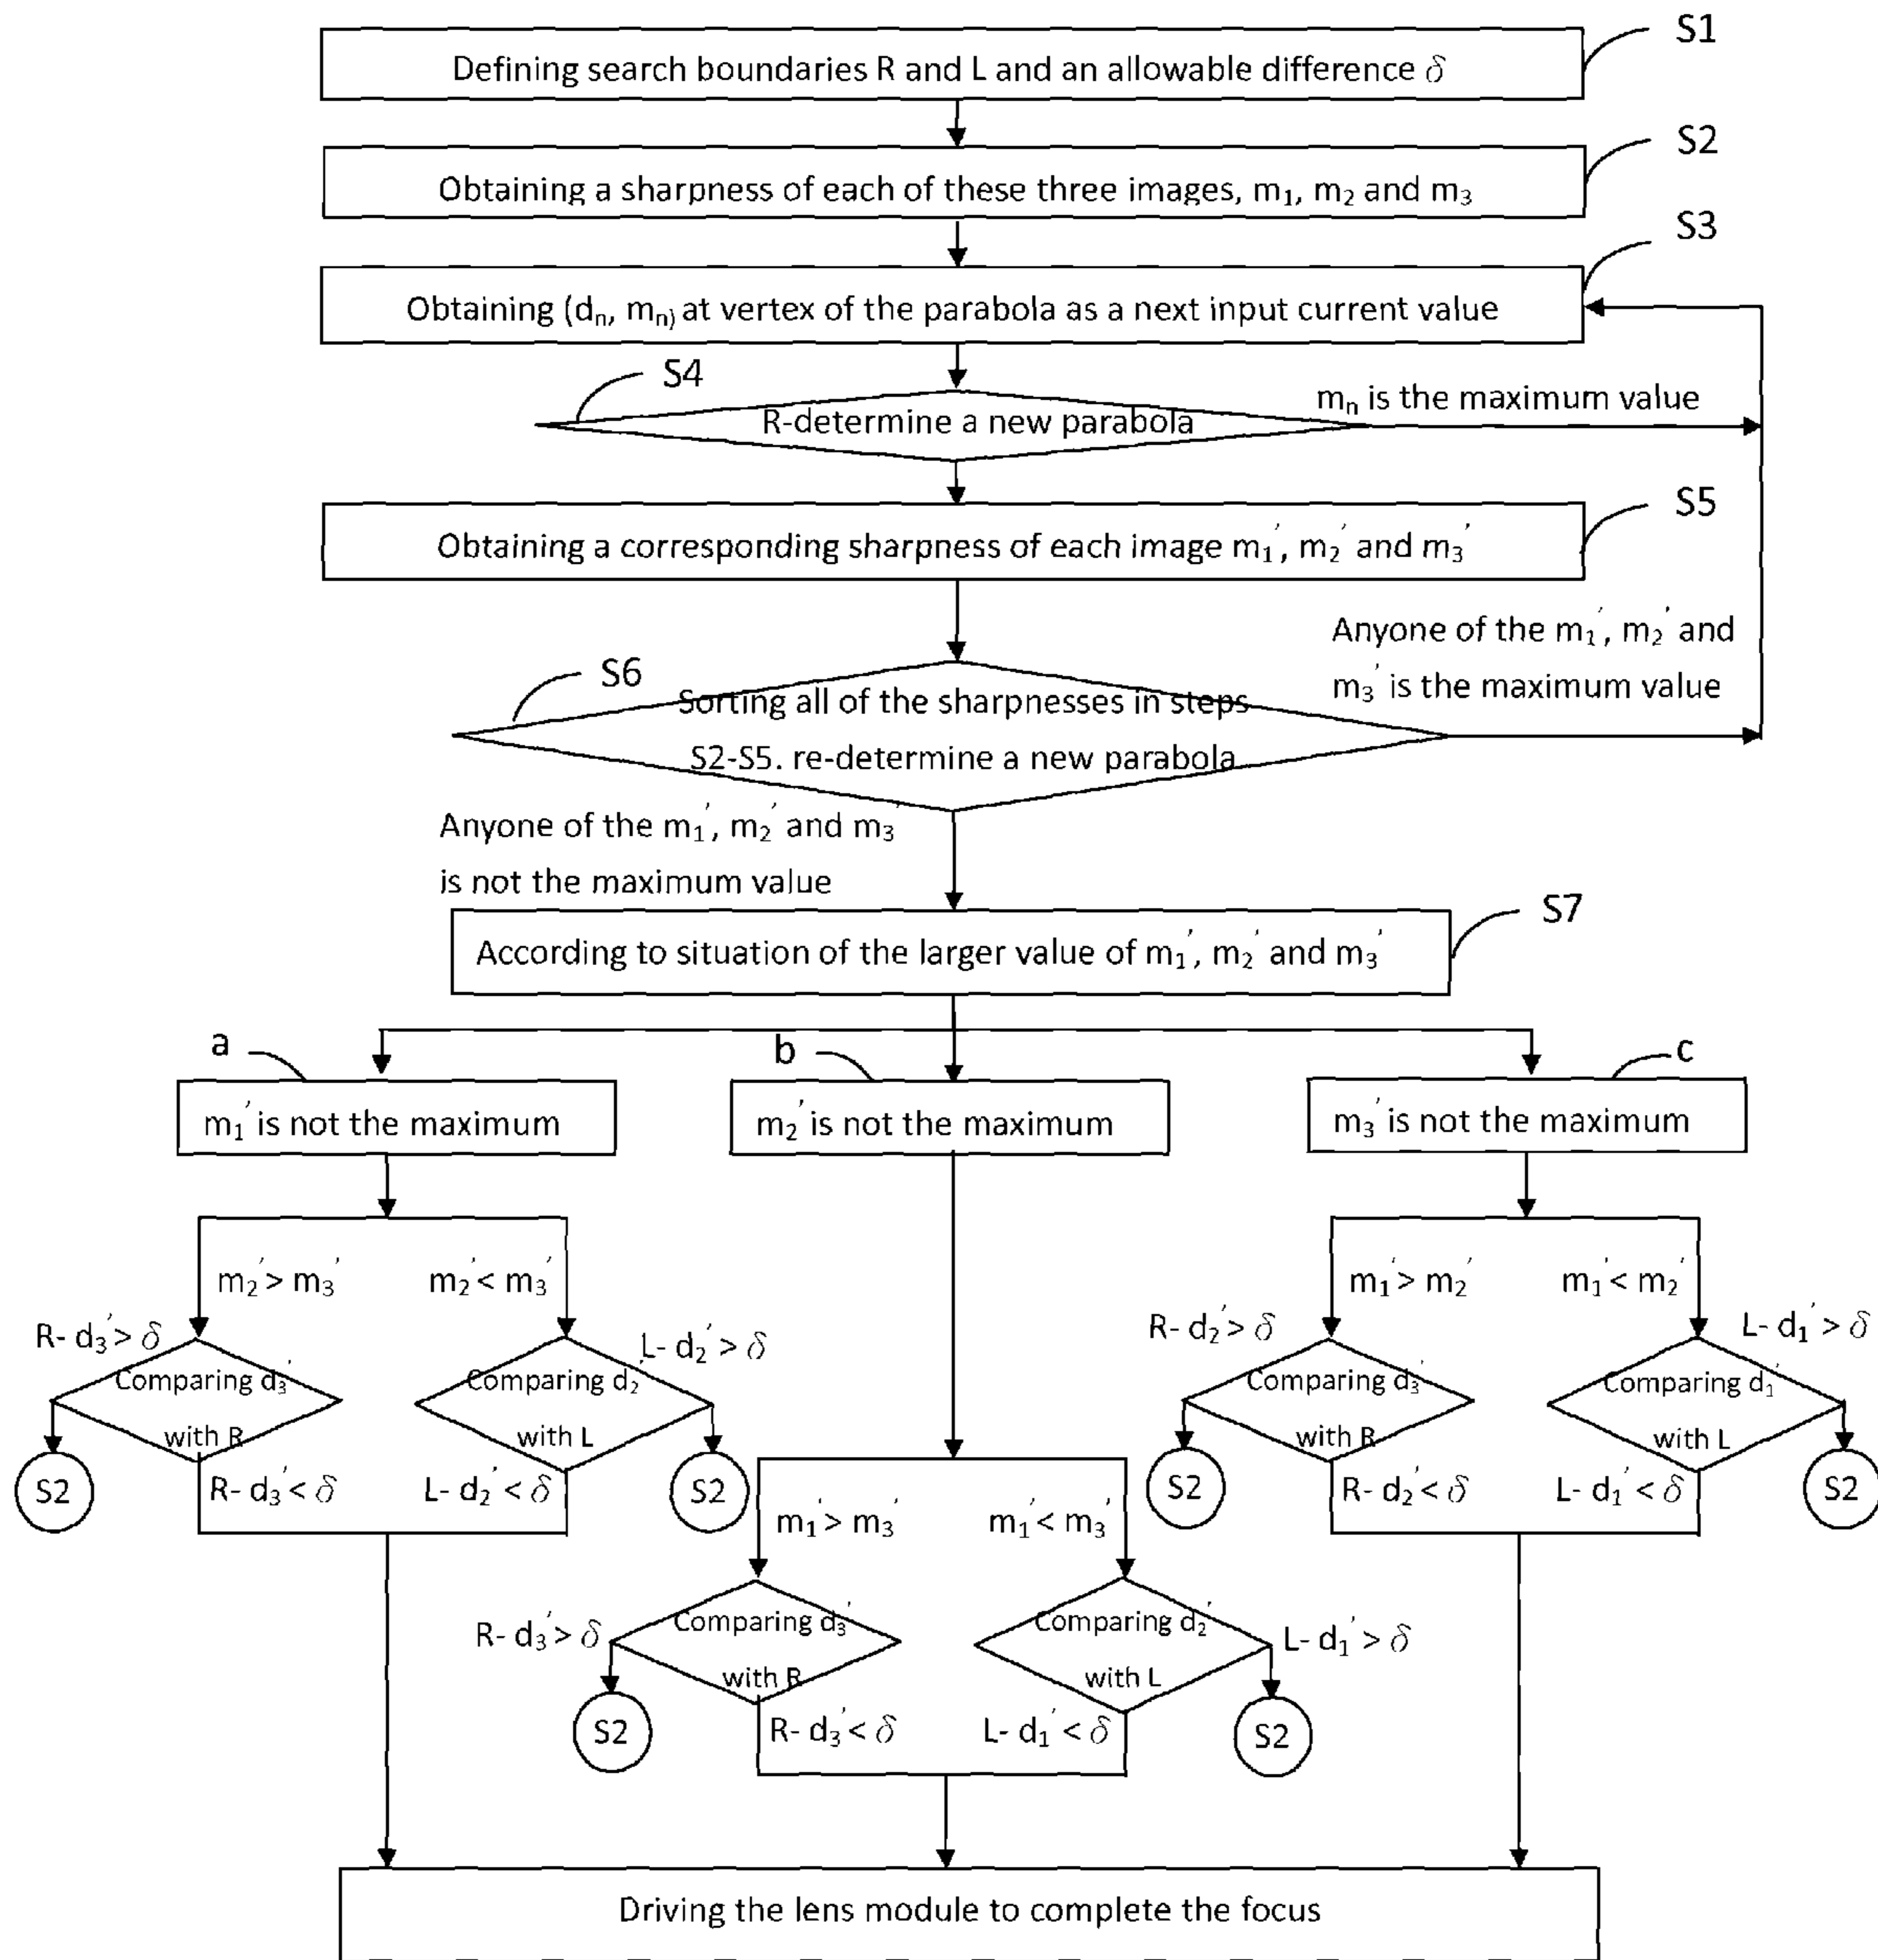 S1
Defining search boundaries R and L and an allowable difference δ
S2
Obtaining a sharpness of each of these three images, m₁, m₂ and m₃
S3
Obtaining (dₙ, mₙ) at vertex of the parabola as a next input current value
S4
R-determine a new parabola
mₙ is the maximum value
S5
Obtaining a corresponding sharpness of each image m₁', m₂' and m₃'
Anyone of the m₁', m₂' and
m₃' is the maximum value
S6
Sorting all of the sharpnesses in steps
S2-S5. re-determine a new parabola
Anyone of the m₁', m₂' and m₃'
is not the maximum value
S7
According to situation of the larger value of m₁', m₂' and m₃'
a
b
c
m₁' is not the maximum
m₂' is not the maximum
m₃' is not the maximum
m₂' > m₃'
m₂' < m₃'
m₁' > m₂'
m₁' < m₂'
R- d₃' > δ
L- d₂' > δ
R- d₂' > δ
L- d₁' > δ
Comparing d₃'
with R
Comparing d₂'
with L
Comparing d₃'
with R
Comparing d₁'
with L
S2
R- d₃' < δ
L- d₂' < δ
S2
S2
R- d₂' < δ
L- d₁' < δ
S2
m₁' > m₃'
m₁' < m₃'
R- d₃' > δ
Comparing d₃'
with R
Comparing d₂'
with L
L- d₁' > δ
S2
R- d₃' < δ
L- d₁' < δ
S2
Driving the lens module to complete the focus